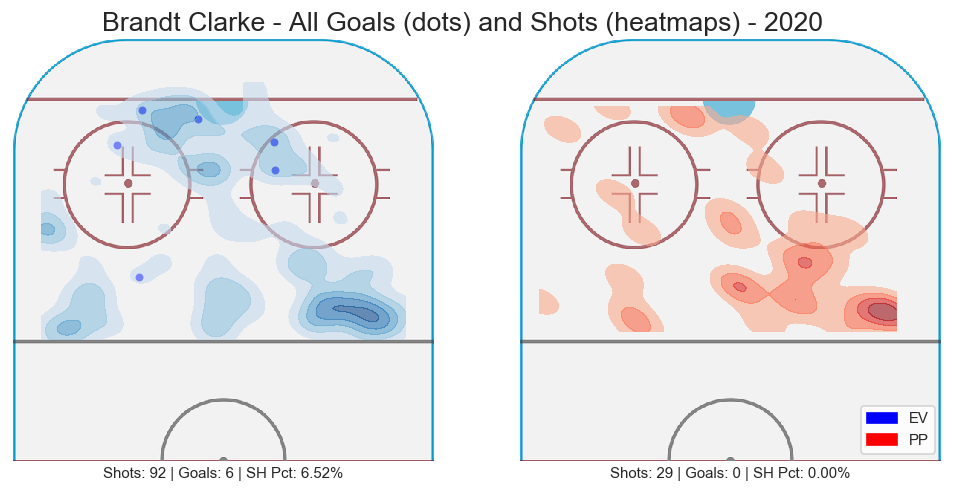 Brandt Clarke - All Goals (dots) and Shots (heatmaps) - 2020
EV
PP
Shots: 92 | Goals: 6 | SH Pct: 6.52%
Shots: 29 | Goals: 0 | SH Pct: 0.00%